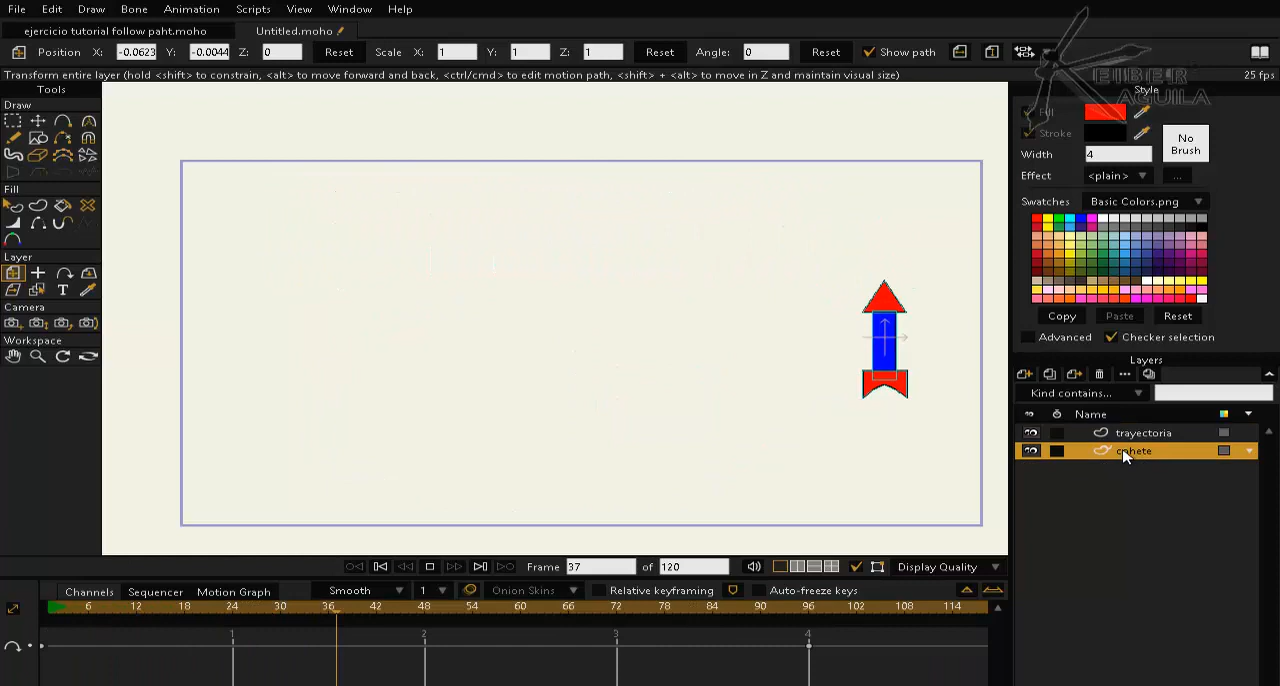 File Edit Draw Bone Animation Scripts View Window Help
ejercicio tutorial follow paht.moho Untitled.moho
Position X: -0.0623 Y: -0.0044 Z: 0 Reset Scale X: 1 Y: 1 Z: 1 Reset Angle: 0 Reset Show path
Transform entire layer (hold <shift> to constrain, <alt> to move forward and back, <ctrl/cmd> to edit motion path, <shift> + <alt> to move in Z and maintain visual size) 25 fps
KEIBER
AGUILA
Tools
Draw
Fill
Layer
T
Camera
Workspace
Style
Fill
Stroke
No
Brush
Width 4
Effect <plain> ...
Swatches Basic Colors.png
Copy Paste Reset
Advanced Checker selection
Layers
Kind contains...
Name
trayectoria
Frame 37 of 120 Display Quality
Channels Sequencer Motion Graph Smooth 1 Onion Skins Relative keyframing Auto-freeze keys
6 12 18 24 30 36 42 48 54 60 66 72 78 84 90 96 102 108 114
1 2 3 4